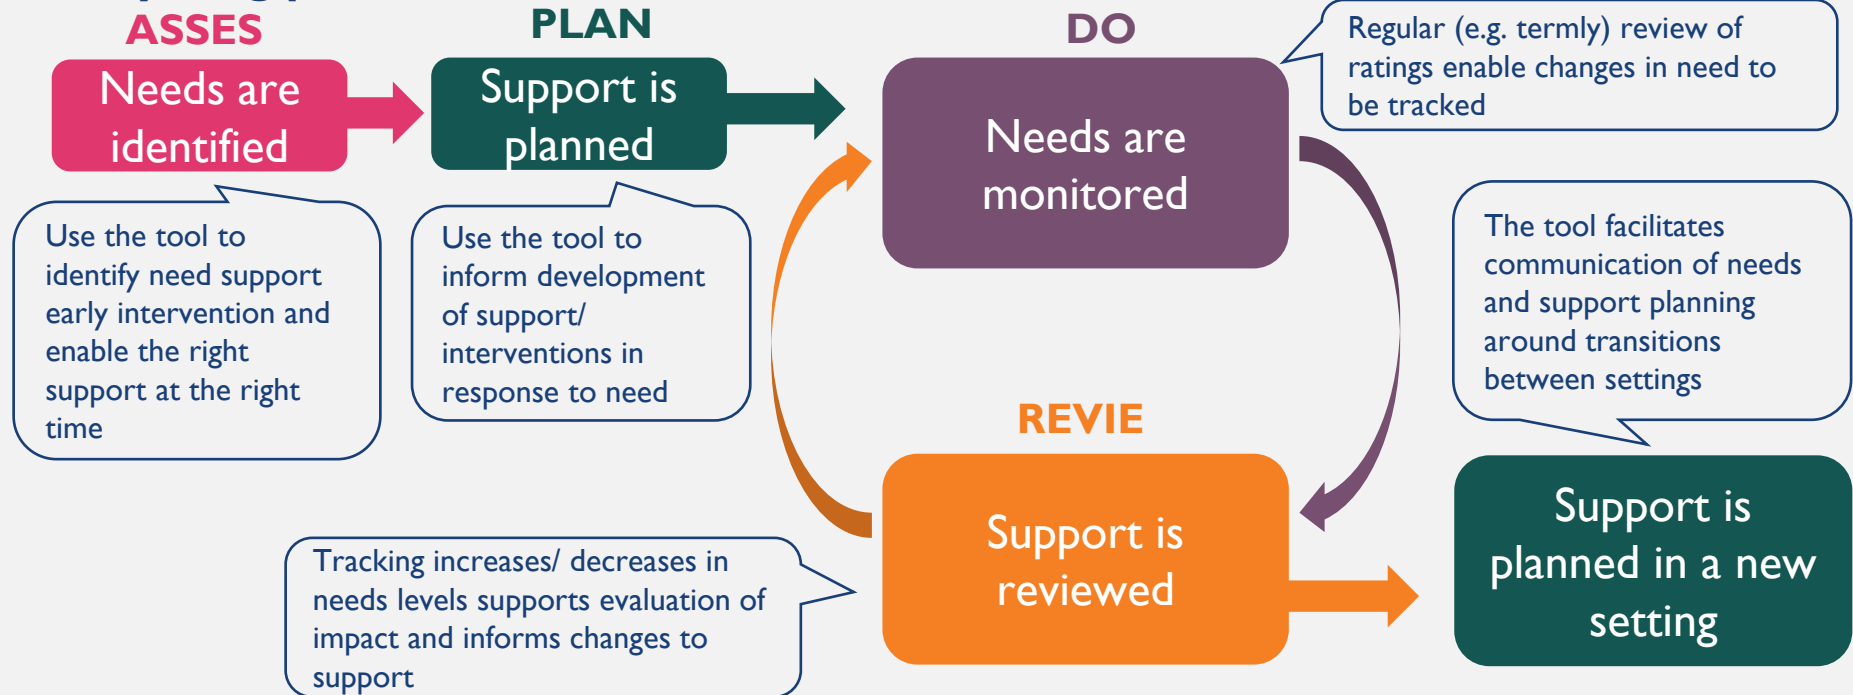 ASSES
Needs are
identified
Use the tool to
identify need support
early intervention and
enable the right
support at the right
time
PLAN
Support is
planned
Use the tool to
inform development
of support/
interventions in
response to need
DO
Needs are
monitored
Regular (e.g. termly) review of
ratings enable changes in need to
be tracked
REVIE
Support is
reviewed
Tracking increases/ decreases in
needs levels supports evaluation of
impact and informs changes to
support
The tool facilitates
communication of needs
and support planning
around transitions
between settings
Support is
planned in a new
setting